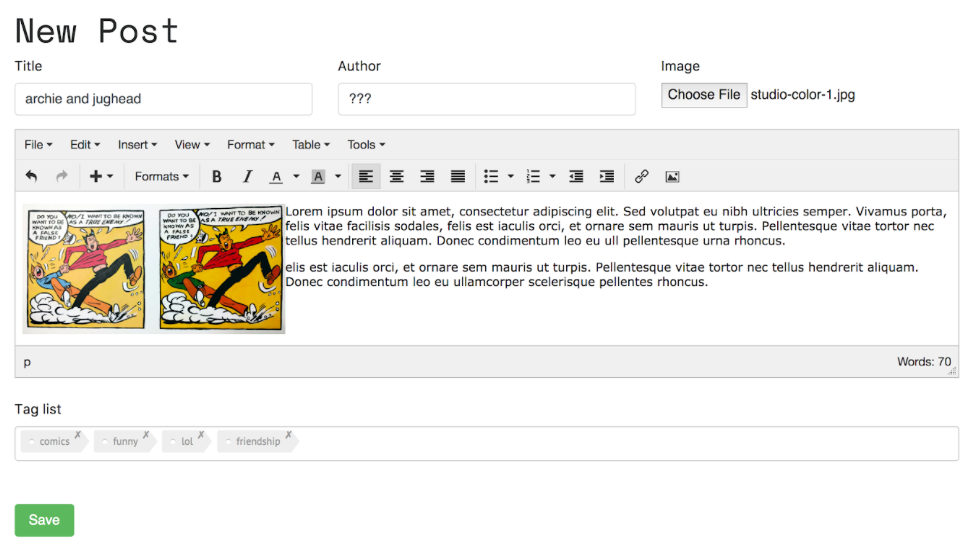 New Post
Title
Author
Image
archie and jughead
???
Choose File studio-color-1.jpg
File Edit Insert View Format Table Tools
Formats B I A A
DO YOU WANT TO BE KNOWN AS A FALSE FRIEND?
NO! I WANT TO BE KNOWN AS A TRUE ENEMY!
DO YOU WANT TO BE KNOWN AS A FALSE FRIEND?
NO! I WANT TO BE KNOWN AS A TRUE ENEMY!
Lorem ipsum dolor sit amet, consectetur adipiscing elit. Sed volutpat eu nibh ultricies semper. Vivamus porta,
felis vitae facilisis sodales, felis est iaculis orci, et ornare sem mauris ut turpis. Pellentesque vitae tortor nec
tellus hendrerit aliquam. Donec condimentum leo eu ull pellentesque urna rhoncus.
elis est iaculis orci, et ornare sem mauris ut turpis. Pellentesque vitae tortor nec tellus hendrerit aliquam.
Donec condimentum leo eu ullamcorper scelerisque pellentes rhoncus.
p
Words: 70
Tag list
comics funny lol friendship
Save